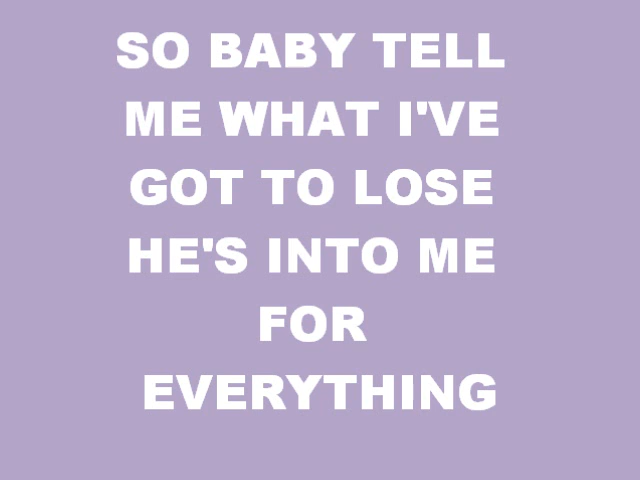 SO BABY TELL
ME WHAT I'VE
GOT TO LOSE
HE'S INTO ME
FOR
EVERYTHING